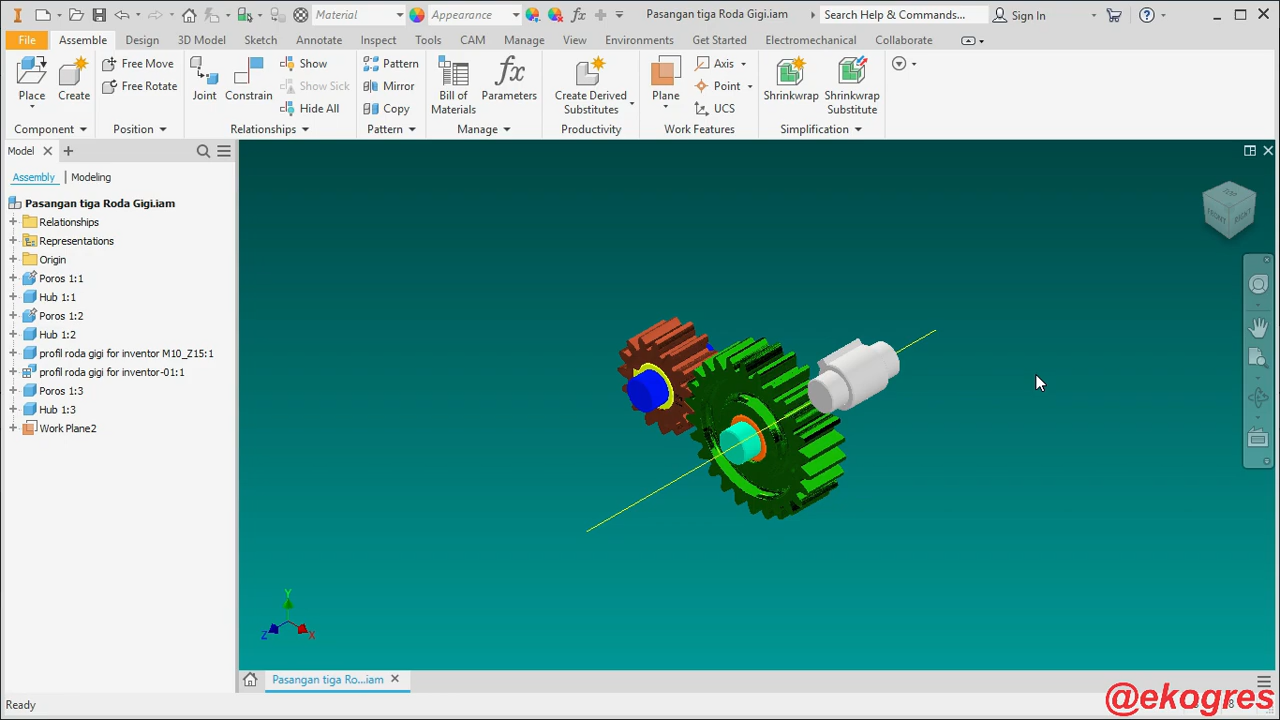 Material
Appearance
fx
Pasangan tiga Roda Gigi.iam
Search Help & Commands...
Sign In
File
Assemble
Design
3D Model
Sketch
Annotate
Inspect
Tools
CAM
Manage
View
Environments
Get Started
Electromechanical
Collaborate
Place
Create
Free Move
Free Rotate
Joint
Constrain
Show
Show Sick
Hide All
Pattern
Mirror
Copy
Bill of
Materials
fx
Parameters
Create Derived
Substitutes
Plane
Axis
Point
UCS
Shrinkwrap
Shrinkwrap
Substitute
Component
Position
Relationships
Pattern
Manage
Productivity
Work Features
Simplification
Model
Assembly
Modeling
Pasangan tiga Roda Gigi.iam
Relationships
Representations
Origin
Poros 1:1
Hub 1:1
Poros 1:2
Hub 1:2
profil roda gigi for inventor M10_Z15:1
profil roda gigi for inventor-01:1
Poros 1:3
Hub 1:3
Work Plane2
TOP
FRONT
RIGHT
Y
Z
X
Pasangan tiga Ro...iam
Ready
@ekogres